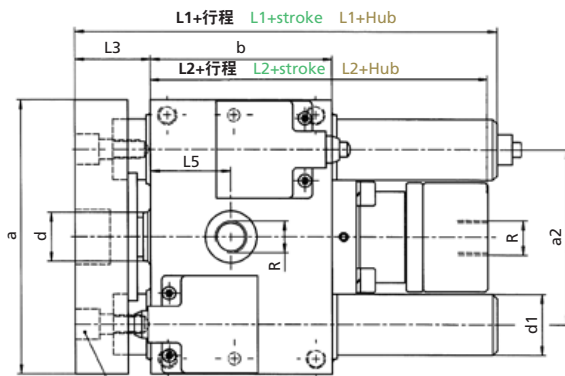 L1+行程 L1+stroke L1+Hub
L3
b
L2+行程 L2+stroke L2+Hub
L5
a
d
R
R
a2
d1